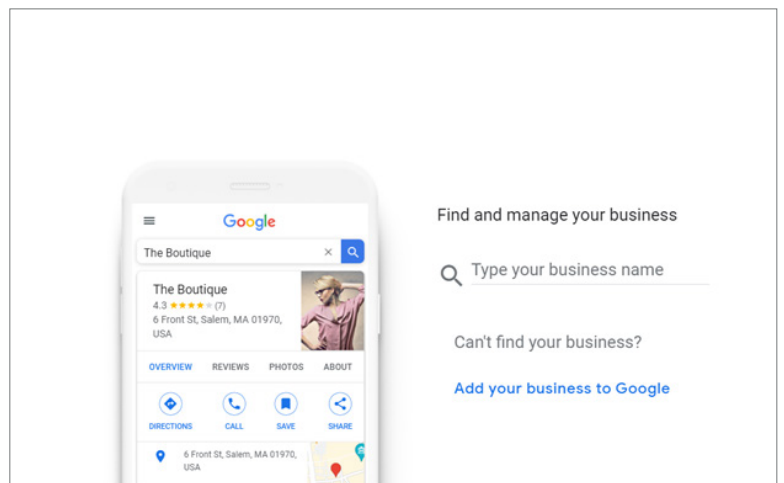 Google
The Boutique
The Boutique
4.3 (7)
6 Front St, Salem, MA 01970,
USA
OVERVIEW REVIEWS PHOTOS ABOUT
DIRECTIONS CALL SAVE SHARE
6 Front St, Salem, MA 01970,
USA
Find and manage your business
Type your business name
Can't find your business?
Add your business to Google